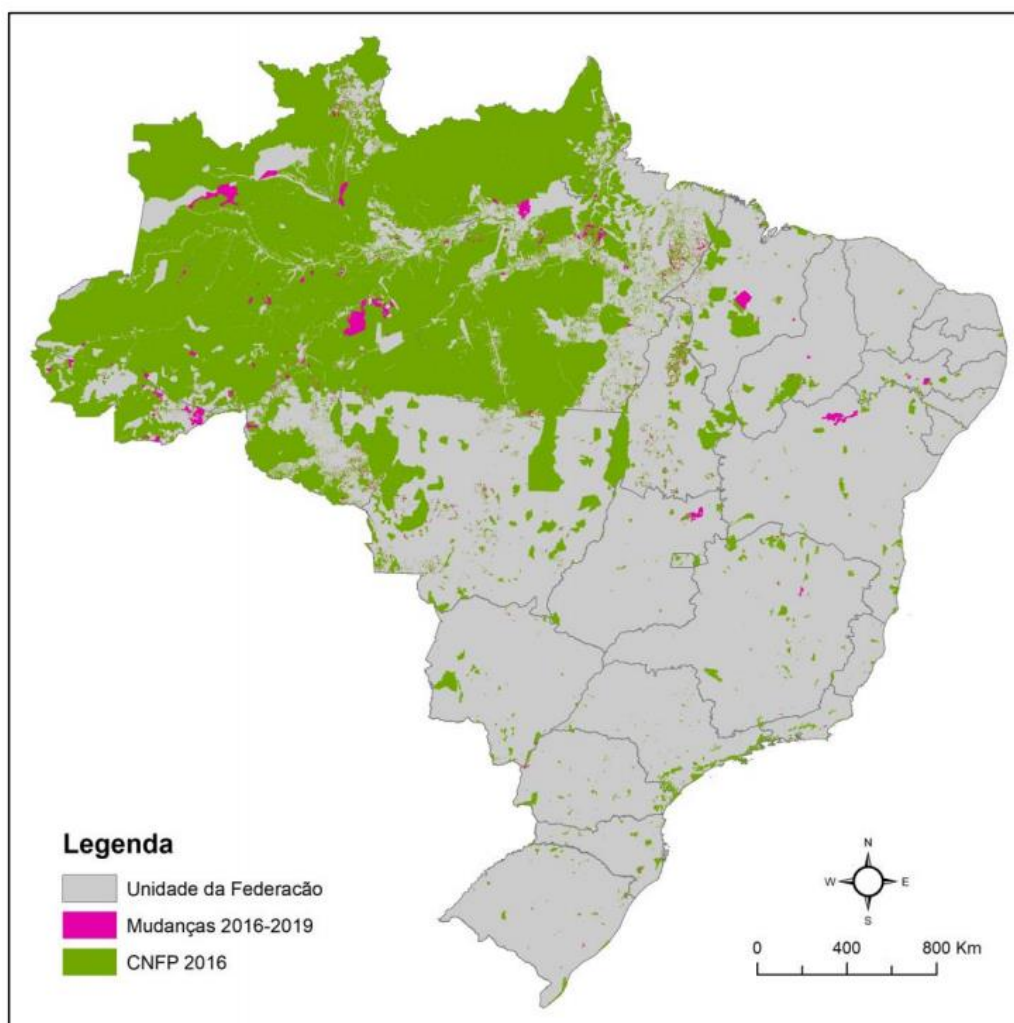 Legenda
Unidade da Federacão
Mudanças 2016-2019
CNFP 2016
N
W E
S
0 400 800 Km